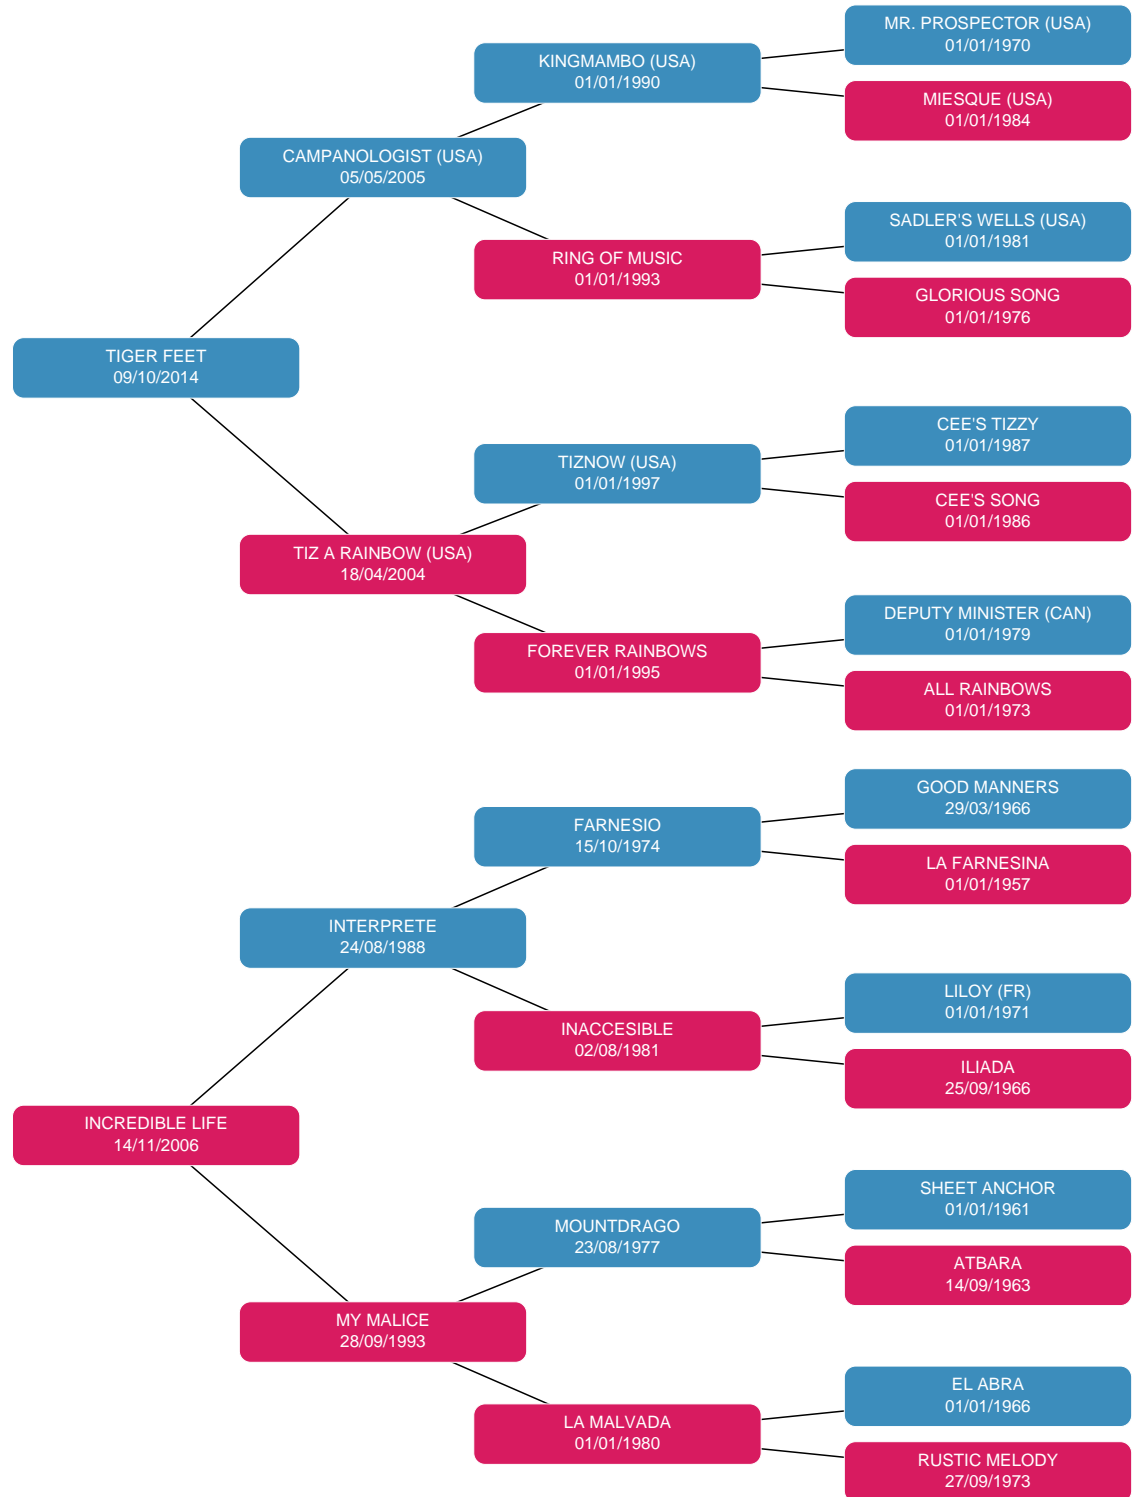 MR. PROSPECTOR (USA)
01/01/1970
KINGMAMBO (USA)
01/01/1990
MIESQUE (USA)
01/01/1984
CAMPANOLOGIST (USA)
05/05/2005
SADLER'S WELLS (USA)
01/01/1981
RING OF MUSIC
01/01/1993
GLORIOUS SONG
01/01/1976
TIGER FEET
09/10/2014
CEE'S TIZZY
01/01/1987
TIZNOW (USA)
01/01/1997
CEE'S SONG
01/01/1986
TIZ A RAINBOW (USA)
18/04/2004
DEPUTY MINISTER (CAN)
01/01/1979
FOREVER RAINBOWS
01/01/1995
ALL RAINBOWS
01/01/1973
GOOD MANNERS
29/03/1966
FARNESIO
15/10/1974
LA FARNESINA
01/01/1957
INTERPRETE
24/08/1988
LILOY (FR)
01/01/1971
INACCESIBLE
02/08/1981
ILIADA
25/09/1966
INCREDIBLE LIFE
14/11/2006
SHEET ANCHOR
01/01/1961
MOUNTDRAGO
23/08/1977
ATBARA
14/09/1963
MY MALICE
28/09/1993
EL ABRA
01/01/1966
LA MALVADA
01/01/1980
RUSTIC MELODY
27/09/1973